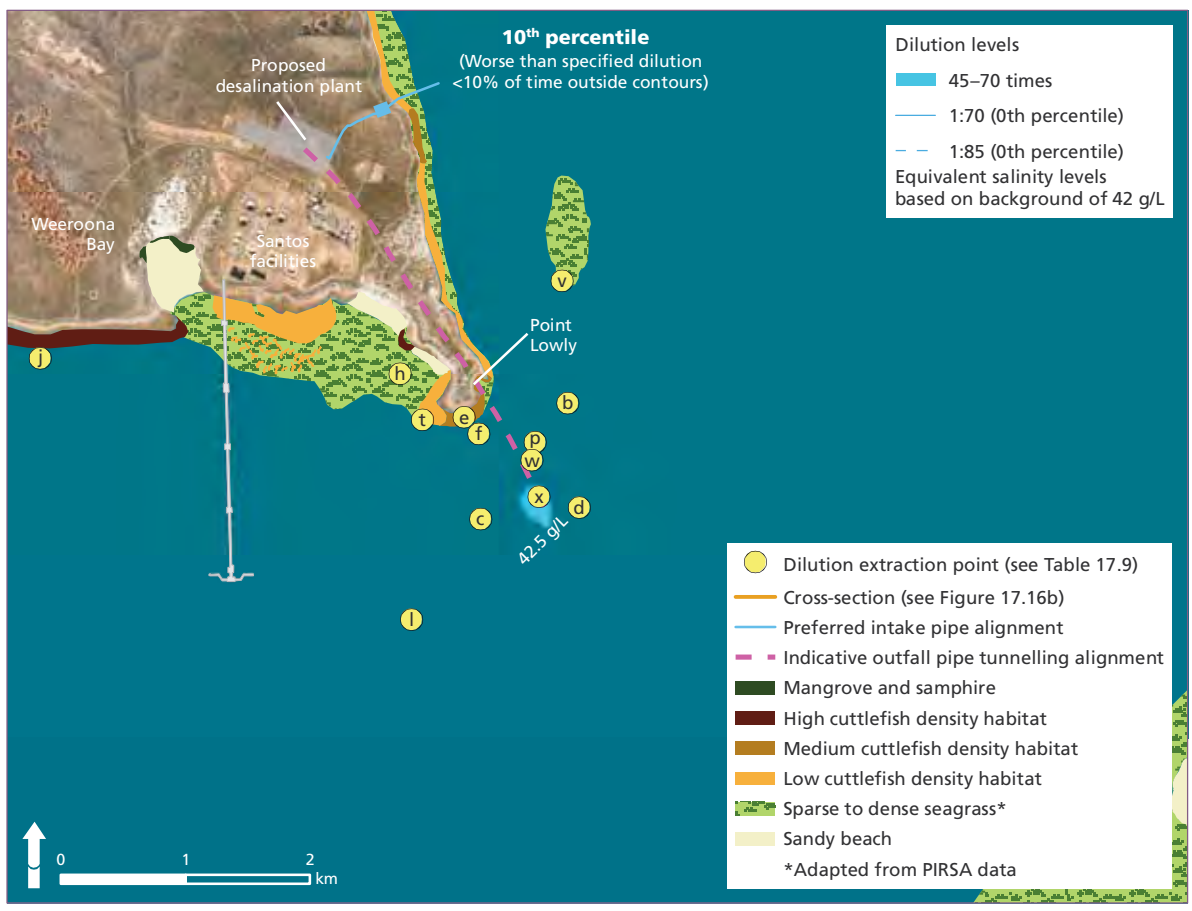 10th percentile
(Worse than specified dilution
<10% of time outside contours)
Proposed
desalination plant
Dilution levels
45–70 times
1:70 (0th percentile)
1:85 (0th percentile)
Equivalent salinity levels
based on background of 42 g/L
Weeroona
Bay
Santos
facilities
v
Point
Lowly
j
h
b
t
e
f
p
w
x
d
c
42.5 g/L
l
Dilution extraction point (see Table 17.9)
Cross-section (see Figure 17.16b)
Preferred intake pipe alignment
Indicative outfall pipe tunnelling alignment
Mangrove and samphire
High cuttlefish density habitat
Medium cuttlefish density habitat
Low cuttlefish density habitat
Sparse to dense seagrass*
Sandy beach
*Adapted from PIRSA data
0 1 2
km